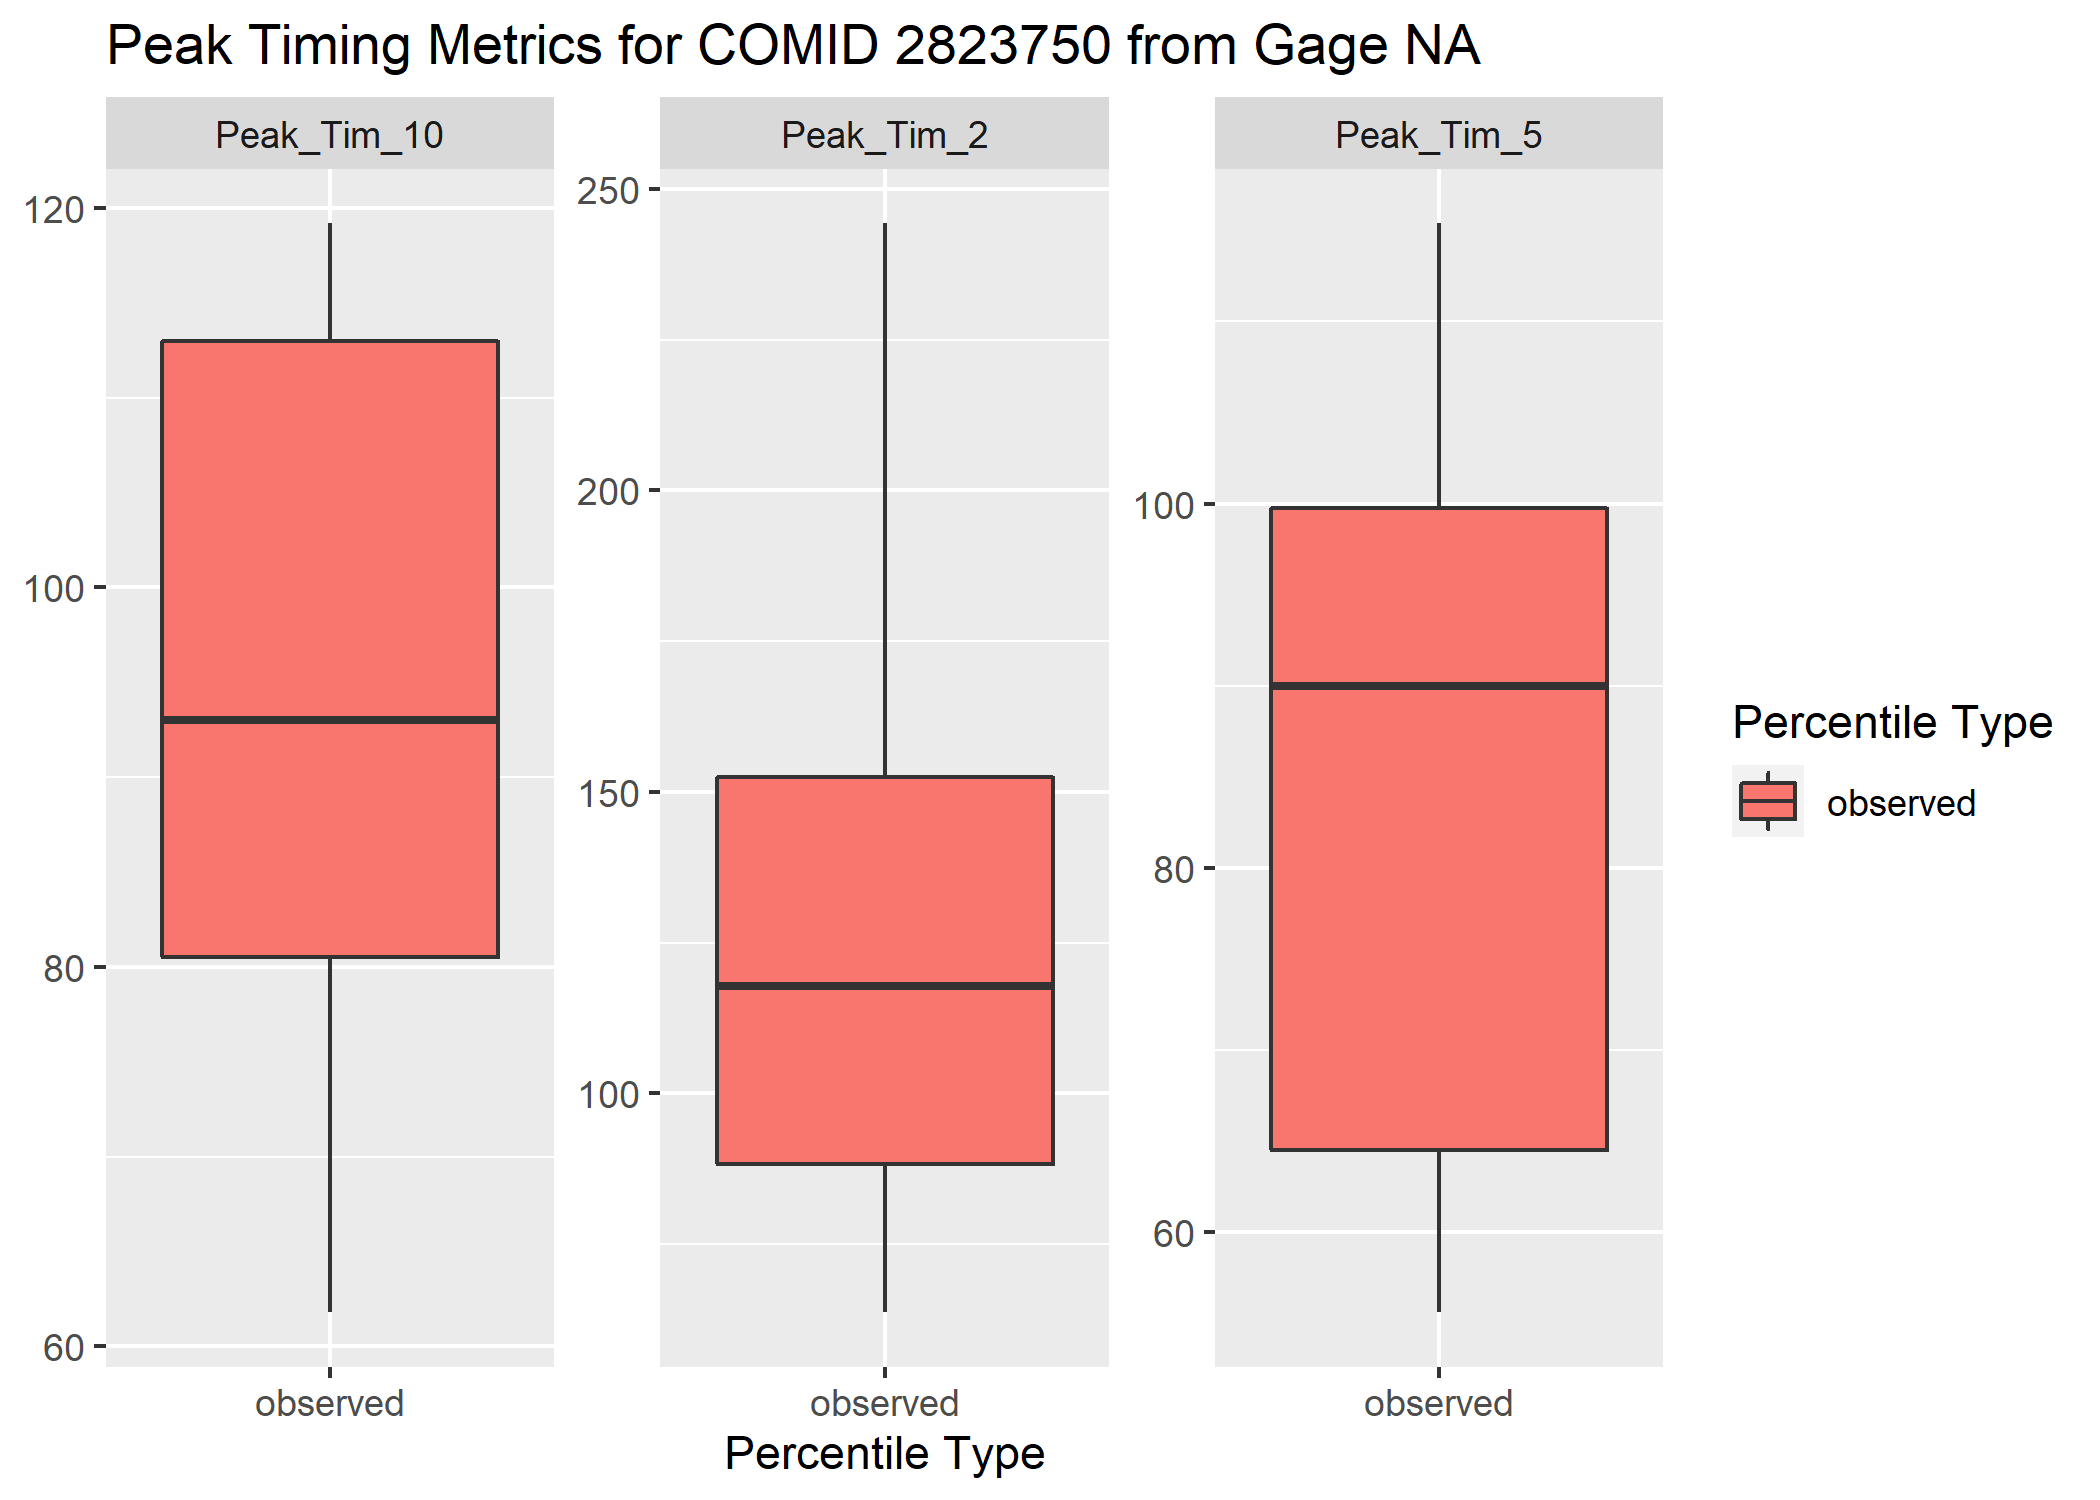 Peak Timing Metrics for COMID 2823750 from Gage NA
Peak_Tim_10
Peak_Tim_2
Peak_Tim_5
120
100
80
60
250
200
150
100
100
80
60
observed
observed
observed
Percentile Type
Percentile Type
observed